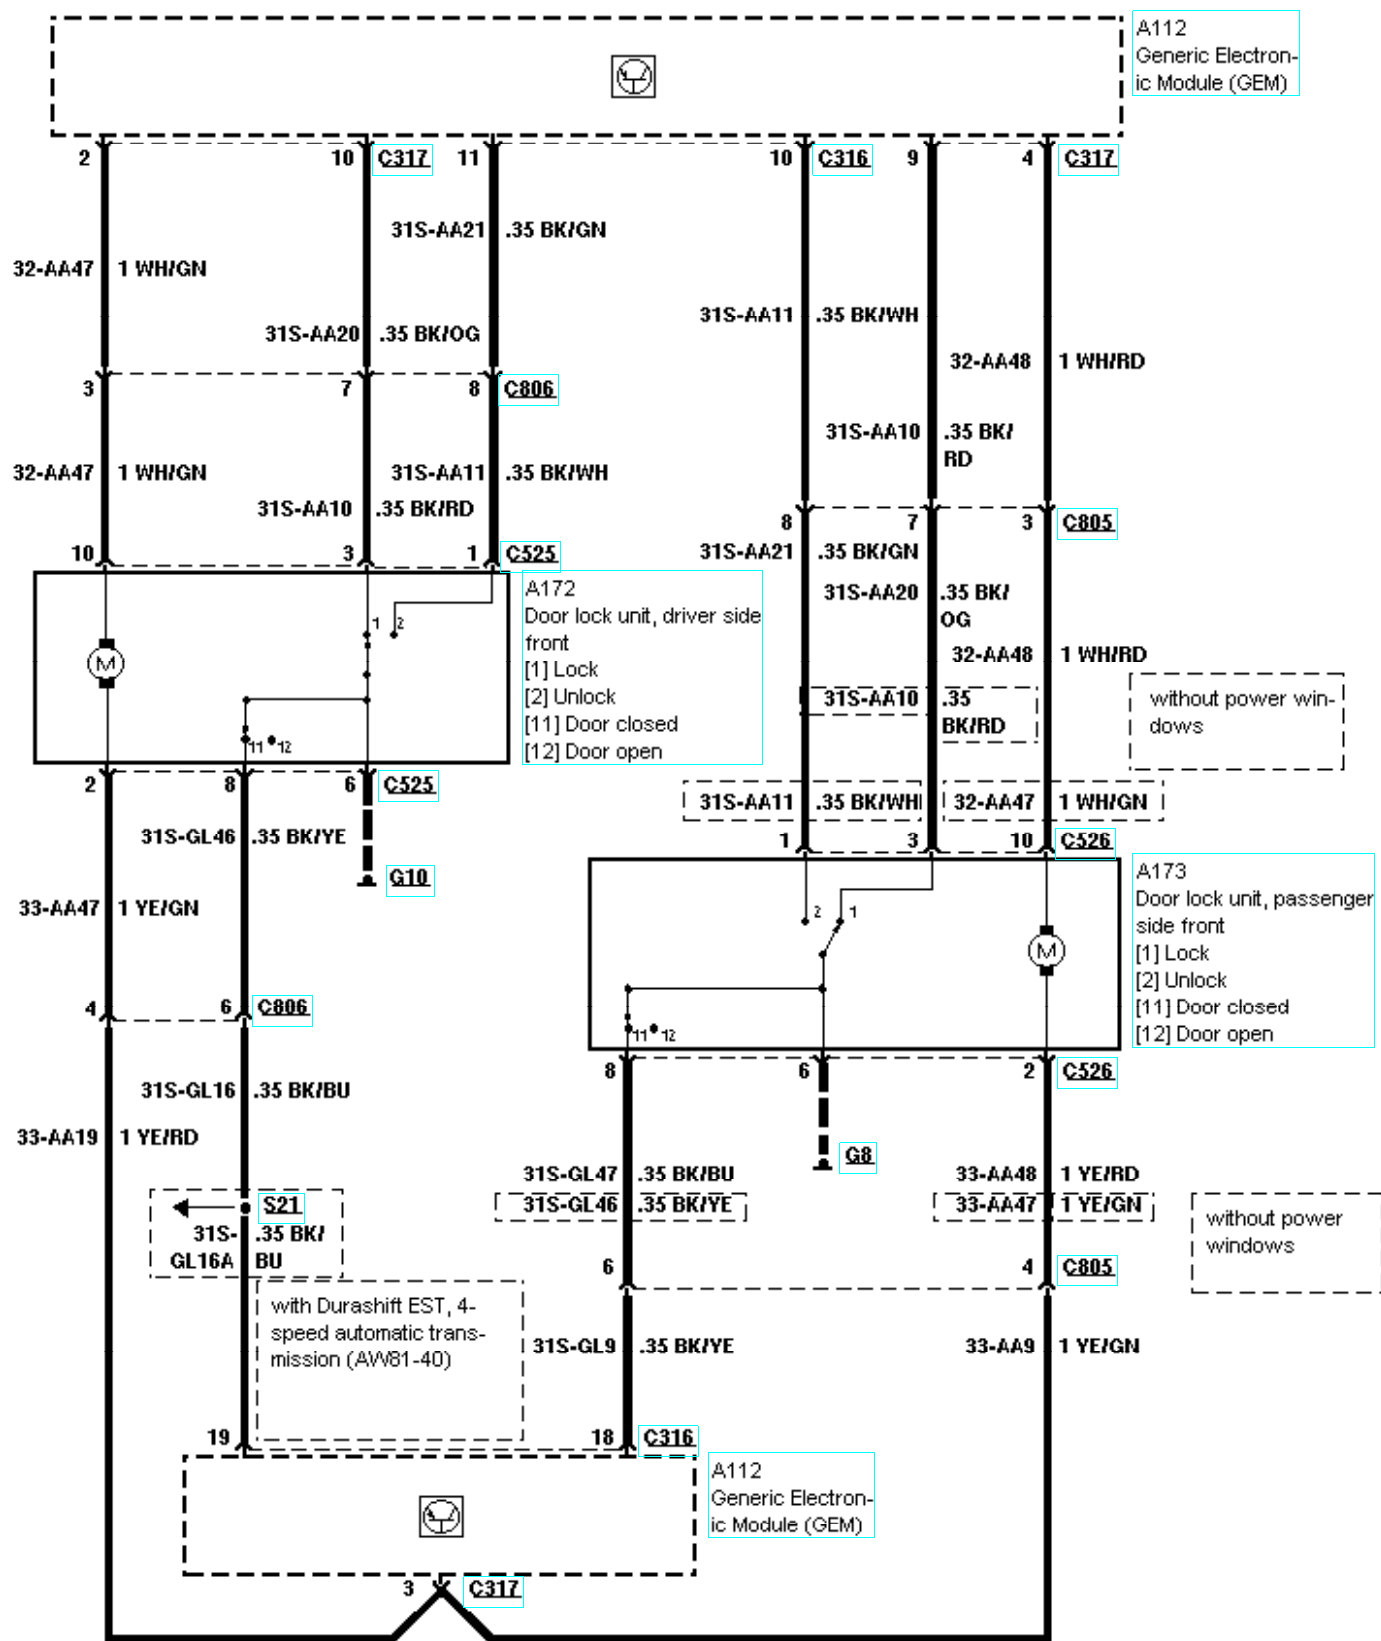 A112
Generic Electron-
ic Module (GEM)
2
10 C317
11
10 C316
9
4 C317
31S-AA21 .35 BK/GN
32-AA47 1 WH/GN
31S-AA11 .35 BK/WH
31S-AA20 .35 BK/OG
32-AA48 1 WH/RD
3
7
8 C806
31S-AA10 .35 BK/
RD
32-AA47 1 WH/GN
31S-AA11 .35 BK/WH
31S-AA10 .35 BK/RD
8
7
3 C805
10
3
1 C525
31S-AA21 .35 BK/GN
A172
Door lock unit, driver side
front
[1] Lock
[2] Unlock
[11] Door closed
[12] Door open
31S-AA20 .35 BK/
OG
1 2
M
32-AA48 1 WH/RD
31S-AA10 .35
BK/RD
without power win-
dows
11 12
2
8
6 C525
31S-AA11 .35 BK/WH
32-AA47 1 WH/GN
31S-GL46 .35 BK/YE
1
3
10 C526
G10
A173
Door lock unit, passenger
side front
[1] Lock
[2] Unlock
[11] Door closed
[12] Door open
33-AA47 1 YE/GN
2 1
M
4
6 C806
11 12
8
6
2 C526
31S-GL16 .35 BK/BU
33-AA19 1 YE/RD
G8
31S-GL47 .35 BK/BU
33-AA48 1 YE/RD
S21
31S-GL46 .35 BK/YE
33-AA47 1 YE/GN
without power
windows
31S- .35 BK/
GL16A BU
6
4 C805
with Durashift EST, 4-
speed automatic trans-
mission (AW81-40)
31S-GL9 .35 BK/YE
33-AA9 1 YE/GN
19
18 C316
A112
Generic Electron-
ic Module (GEM)
3 C317